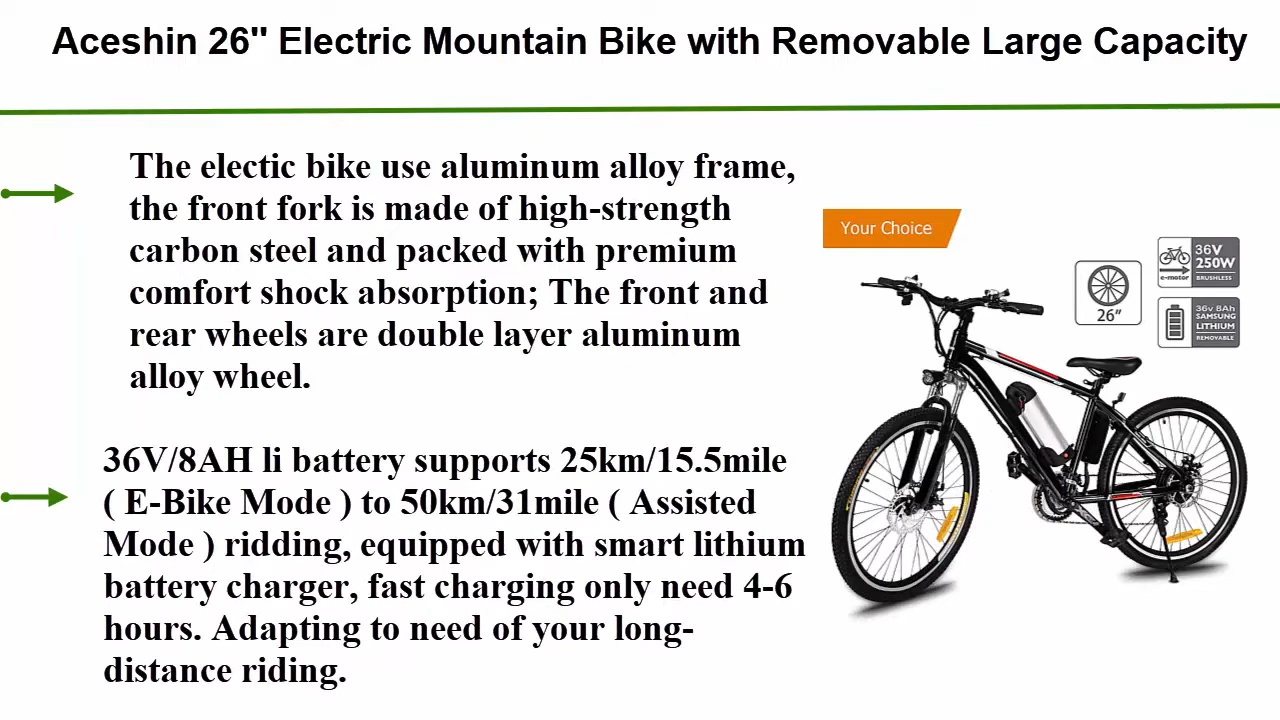 Aceshin 26'' Electric Mountain Bike with Removable Large Capacity
The electic bike use aluminum alloy frame,
the front fork is made of high-strength
carbon steel and packed with premium
comfort shock absorption; The front and
rear wheels are double layer aluminum
alloy wheel.
36V/8AH li battery supports 25km/15.5mile
( E-Bike Mode ) to 50km/31mile ( Assisted
Mode ) ridding, equipped with smart lithium
battery charger, fast charging only need 4-6
hours. Adapting to need of your long-
distance riding.
Your Choice
26″
e-motor
36V
250W
BRUSHLESS
36v 8Ah
SAMSUNG
LITHIUM
REMOVABLE